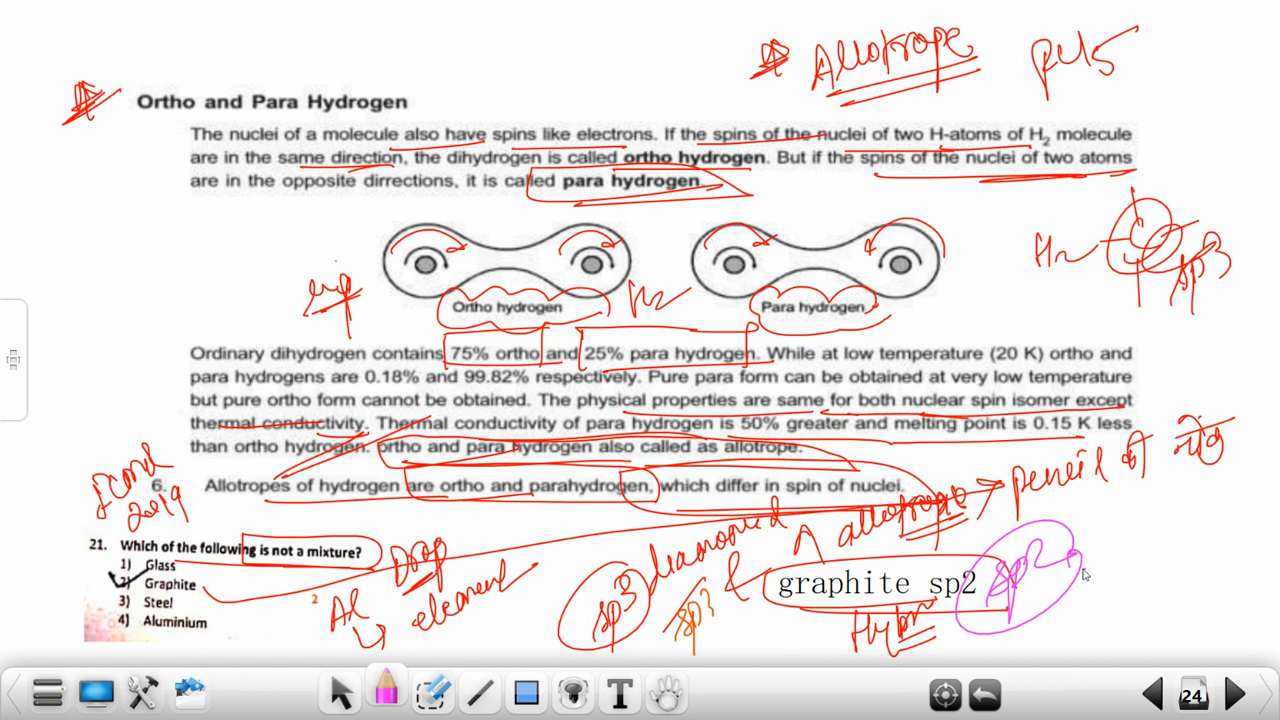 Allotrope
Ortho and Para Hydrogen
The nuclei of a molecule also have spins like electrons. If the spins of the nuclei of two H-atoms of H₂ molecule
are in the same direction, the dihydrogen is called ortho hydrogen. But if the spins of the nuclei of two atoms
are in the opposite dirrections, it is called para hydrogen.
H₂
sp3
Ortho hydrogen
H₂
Para hydrogen
Ordinary dihydrogen contains 75% ortho and 25% para hydrogen. While at low temperature (20 K) ortho and
para hydrogens are 0.18% and 99.82% respectively. Pure para form can be obtained at very low temperature
but pure ortho form cannot be obtained. The physical properties are same for both nuclear spin isomer except
thermal conductivity. Thermal conductivity of para hydrogen is 50% greater and melting point is 0.15 K less
than ortho hydrogen. ortho and para hydrogen also called as allotrope.
6. Allotropes of hydrogen are ortho and parahydrogen, which differ in spin of nuclei.
2019
pencil की नोंक
allotrope
21. Which of the following is not a mixture?
1) Glass
2) Graphite
3) Steel
4) Aluminium
2
Drop
Al
element
sp3
sp3
graphite sp2
sp2
24